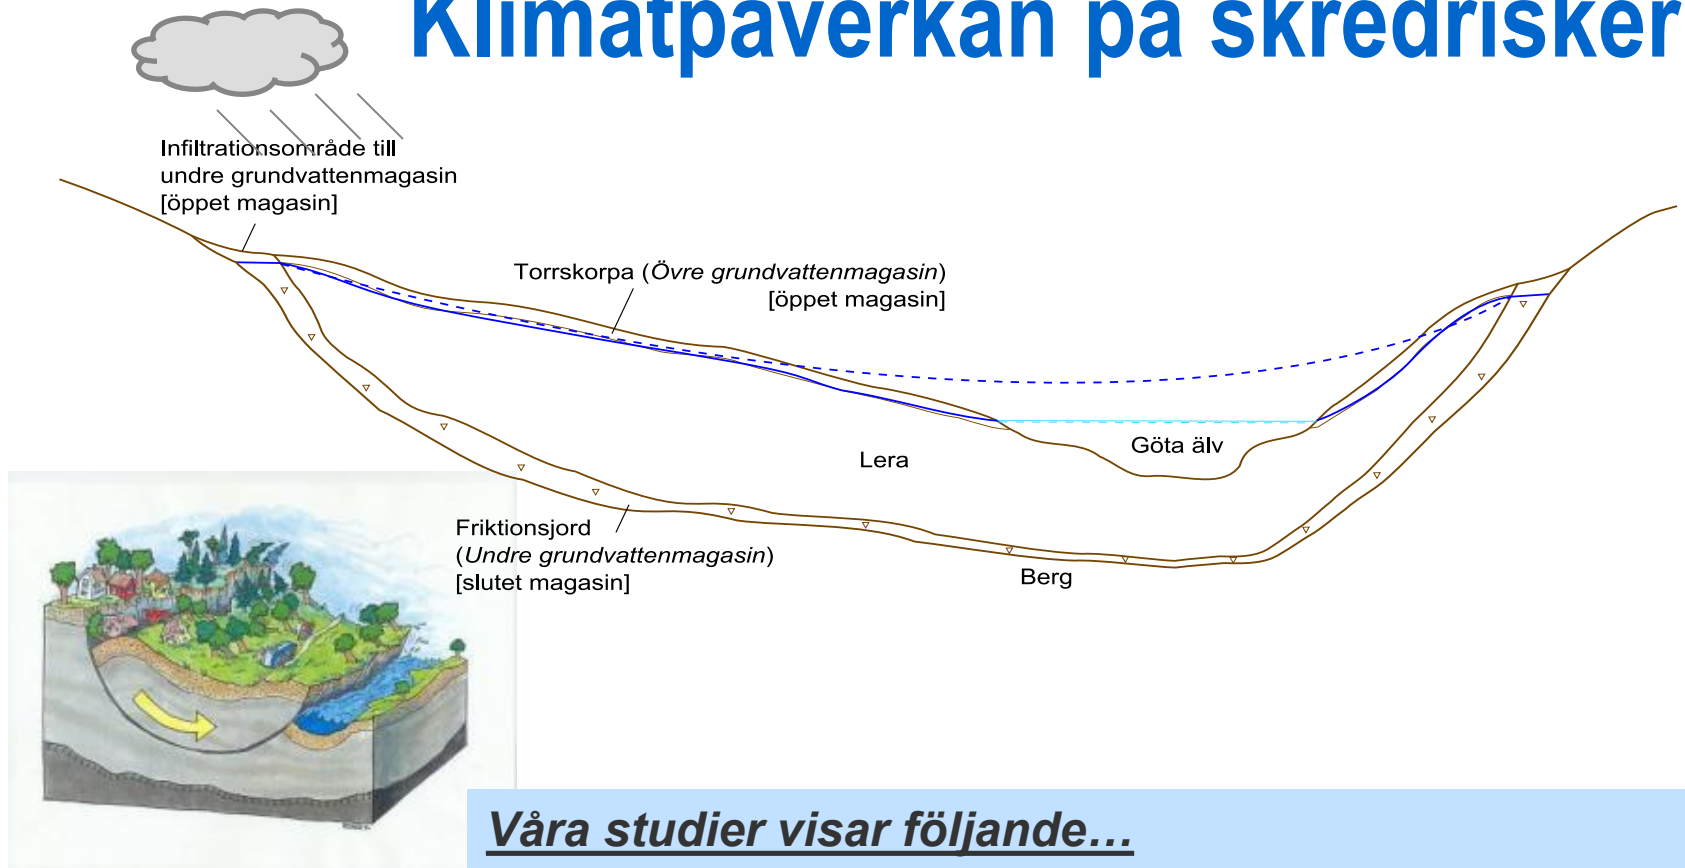 Klimatpåverkan på skredrisker
Infiltrationsområde till
undre grundvattenmagasin
[öppet magasin]
Torrskorpa (Övre grundvattenmagasin)
[öppet magasin]
Göta älv
Lera
Friktionsjord
(Undre grundvattenmagasin)
[slutet magasin]
Berg
Våra studier visar följande…